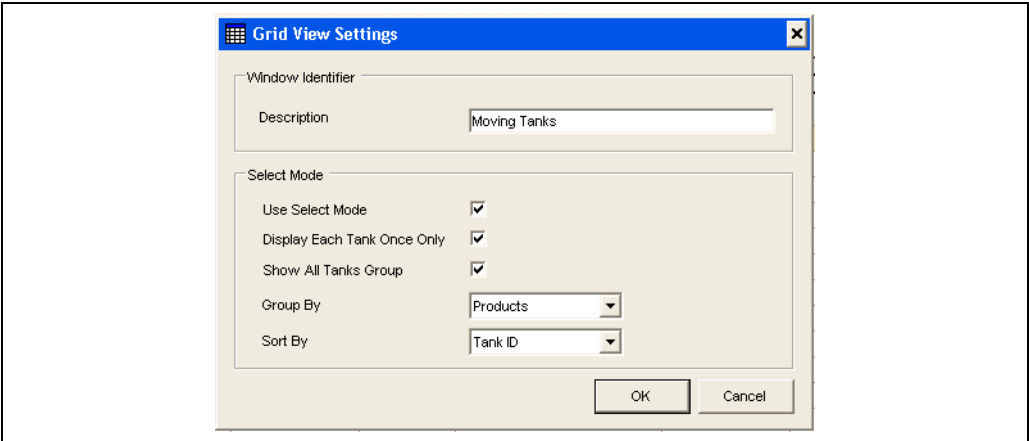 Grid View Settings
Window Identifier
Description Moving Tanks
Select Mode
Use Select Mode
Display Each Tank Once Only
Show All Tanks Group
Group By Products
Sort By Tank ID
OK Cancel